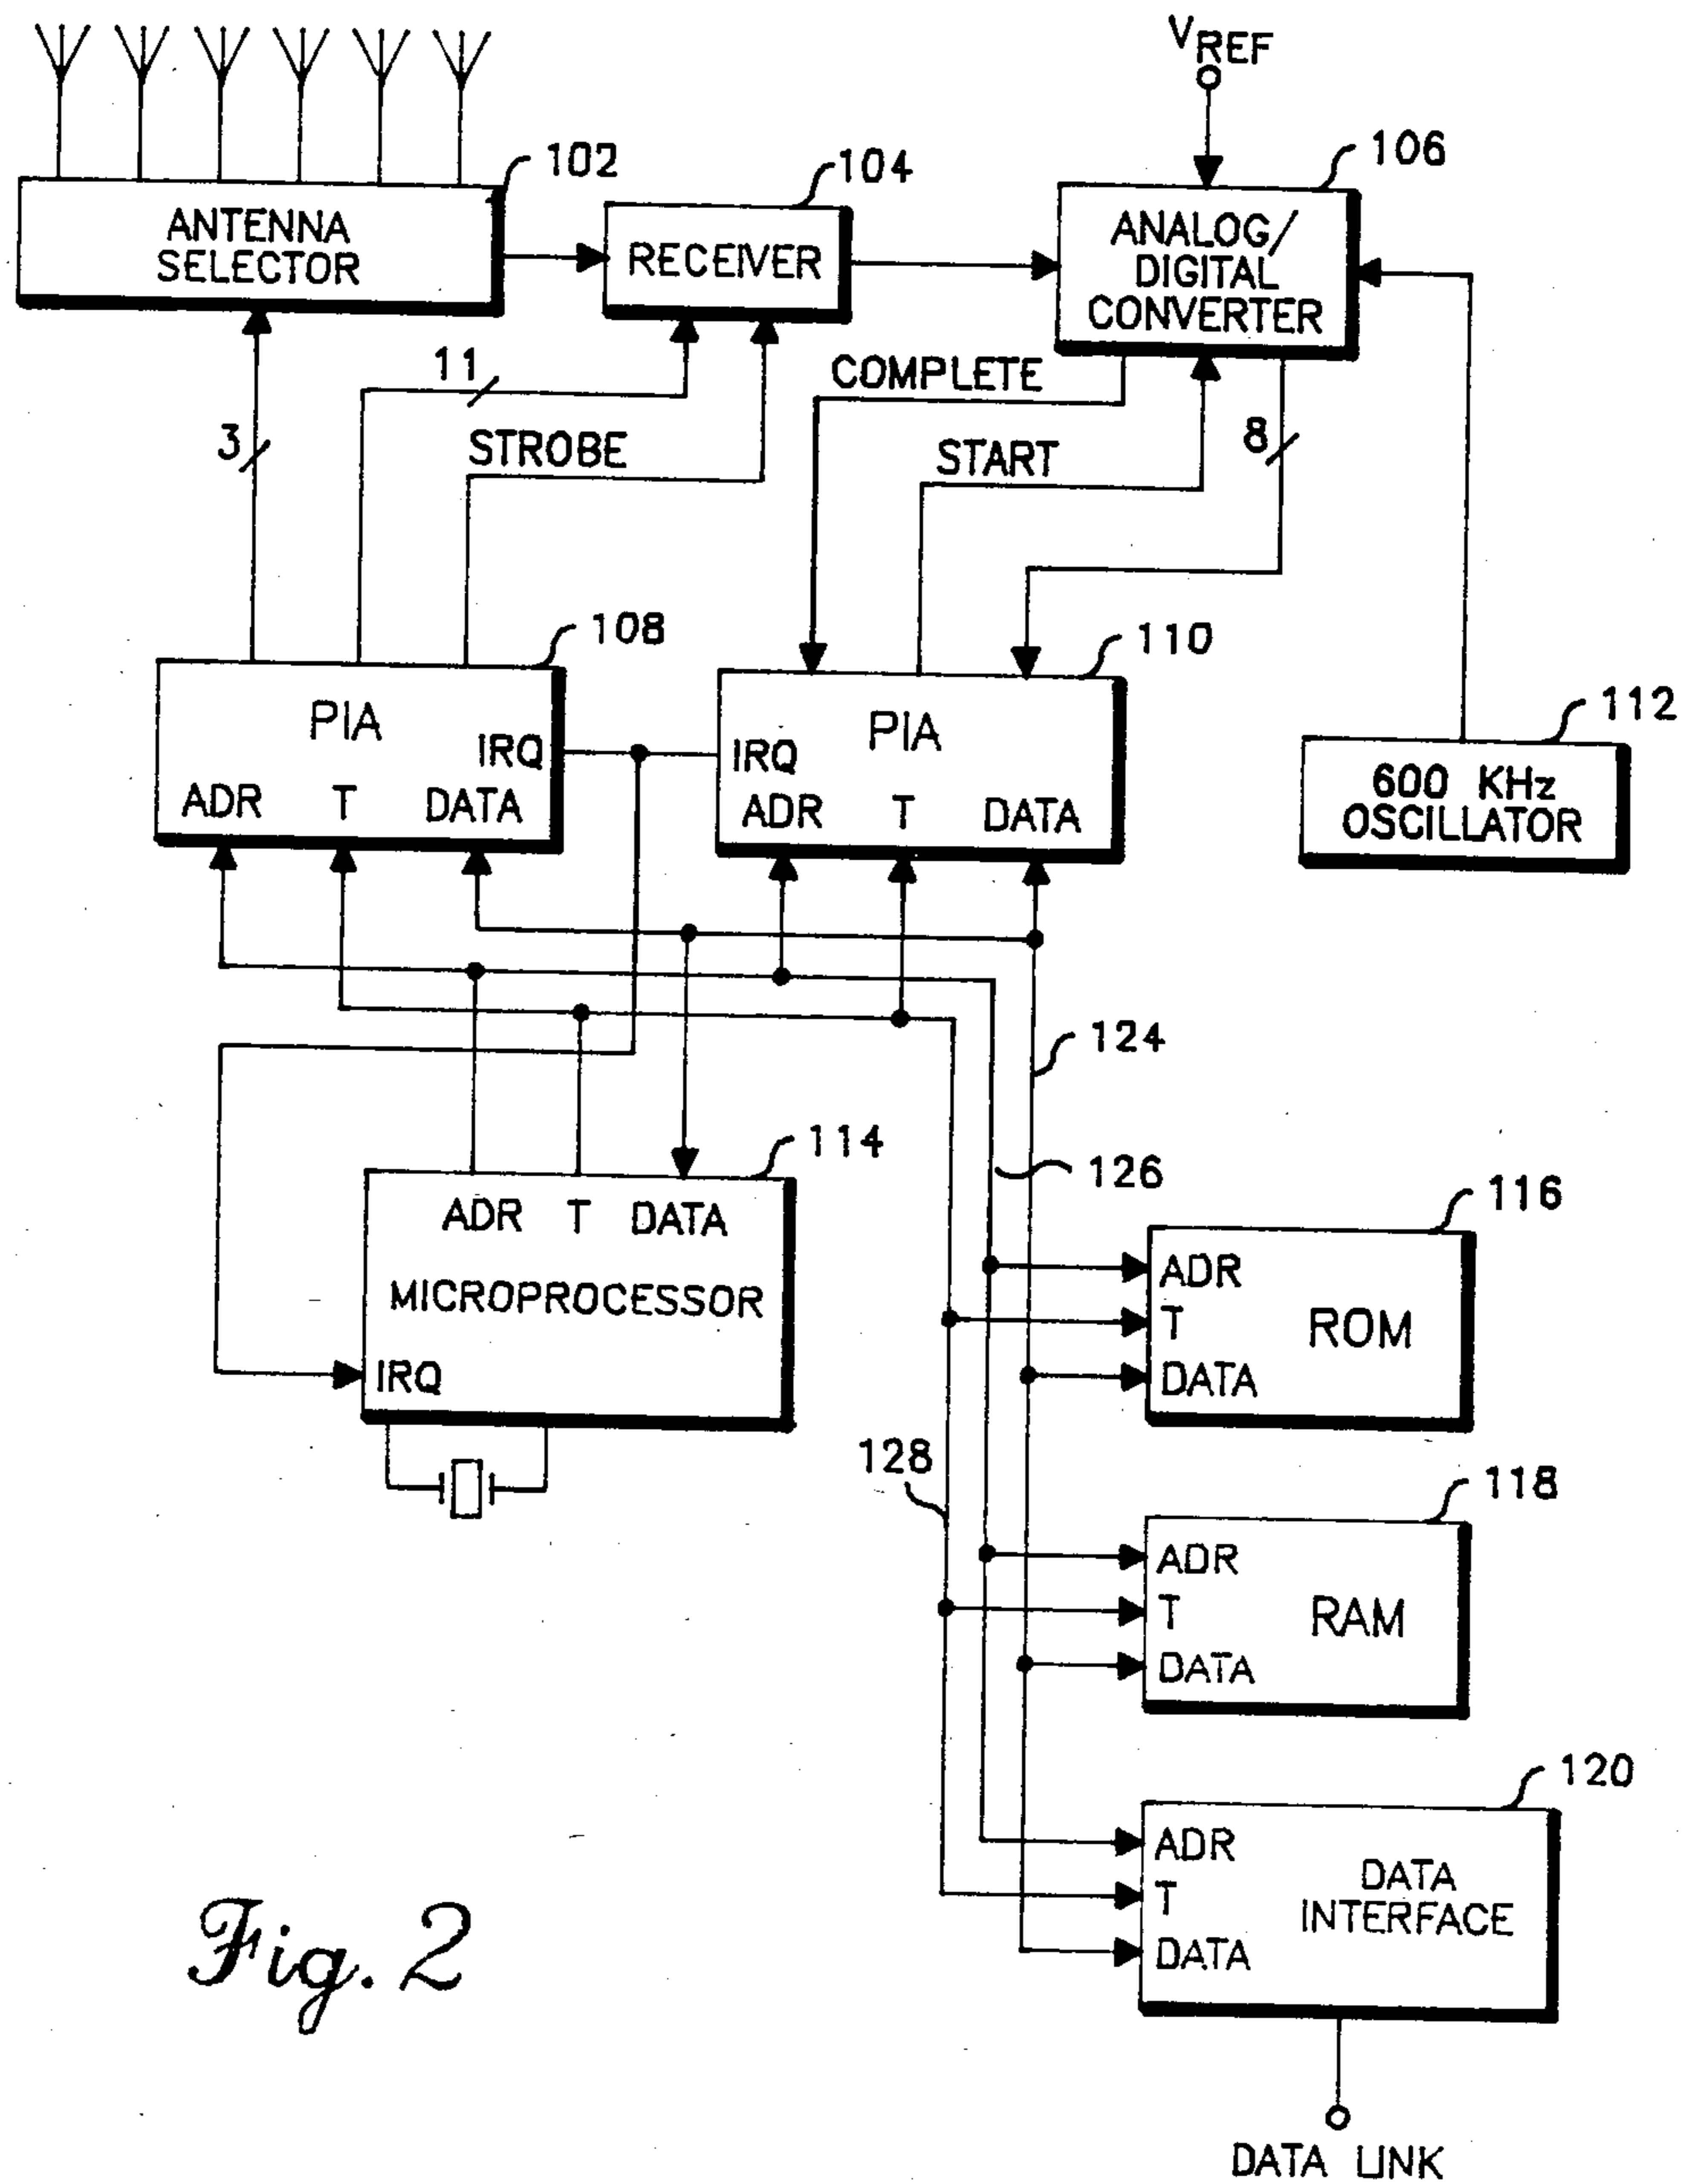 VREF
102
104
106
ANTENNA
SELECTOR
RECEIVER
ANALOG/
DIGITAL
CONVERTER
11
COMPLETE
3
STROBE
START
8
108
110
112
PIA
IRQ
ADR T DATA
PIA
IRQ
ADR T DATA
600 KHz
OSCILLATOR
124
114
126
116
ADR T DATA
MICROPROCESSOR
IRQ
ADR
T
DATA
ROM
128
118
ADR
T
DATA
RAM
120
ADR
T
DATA
DATA
INTERFACE
Fig. 2
DATA LINK